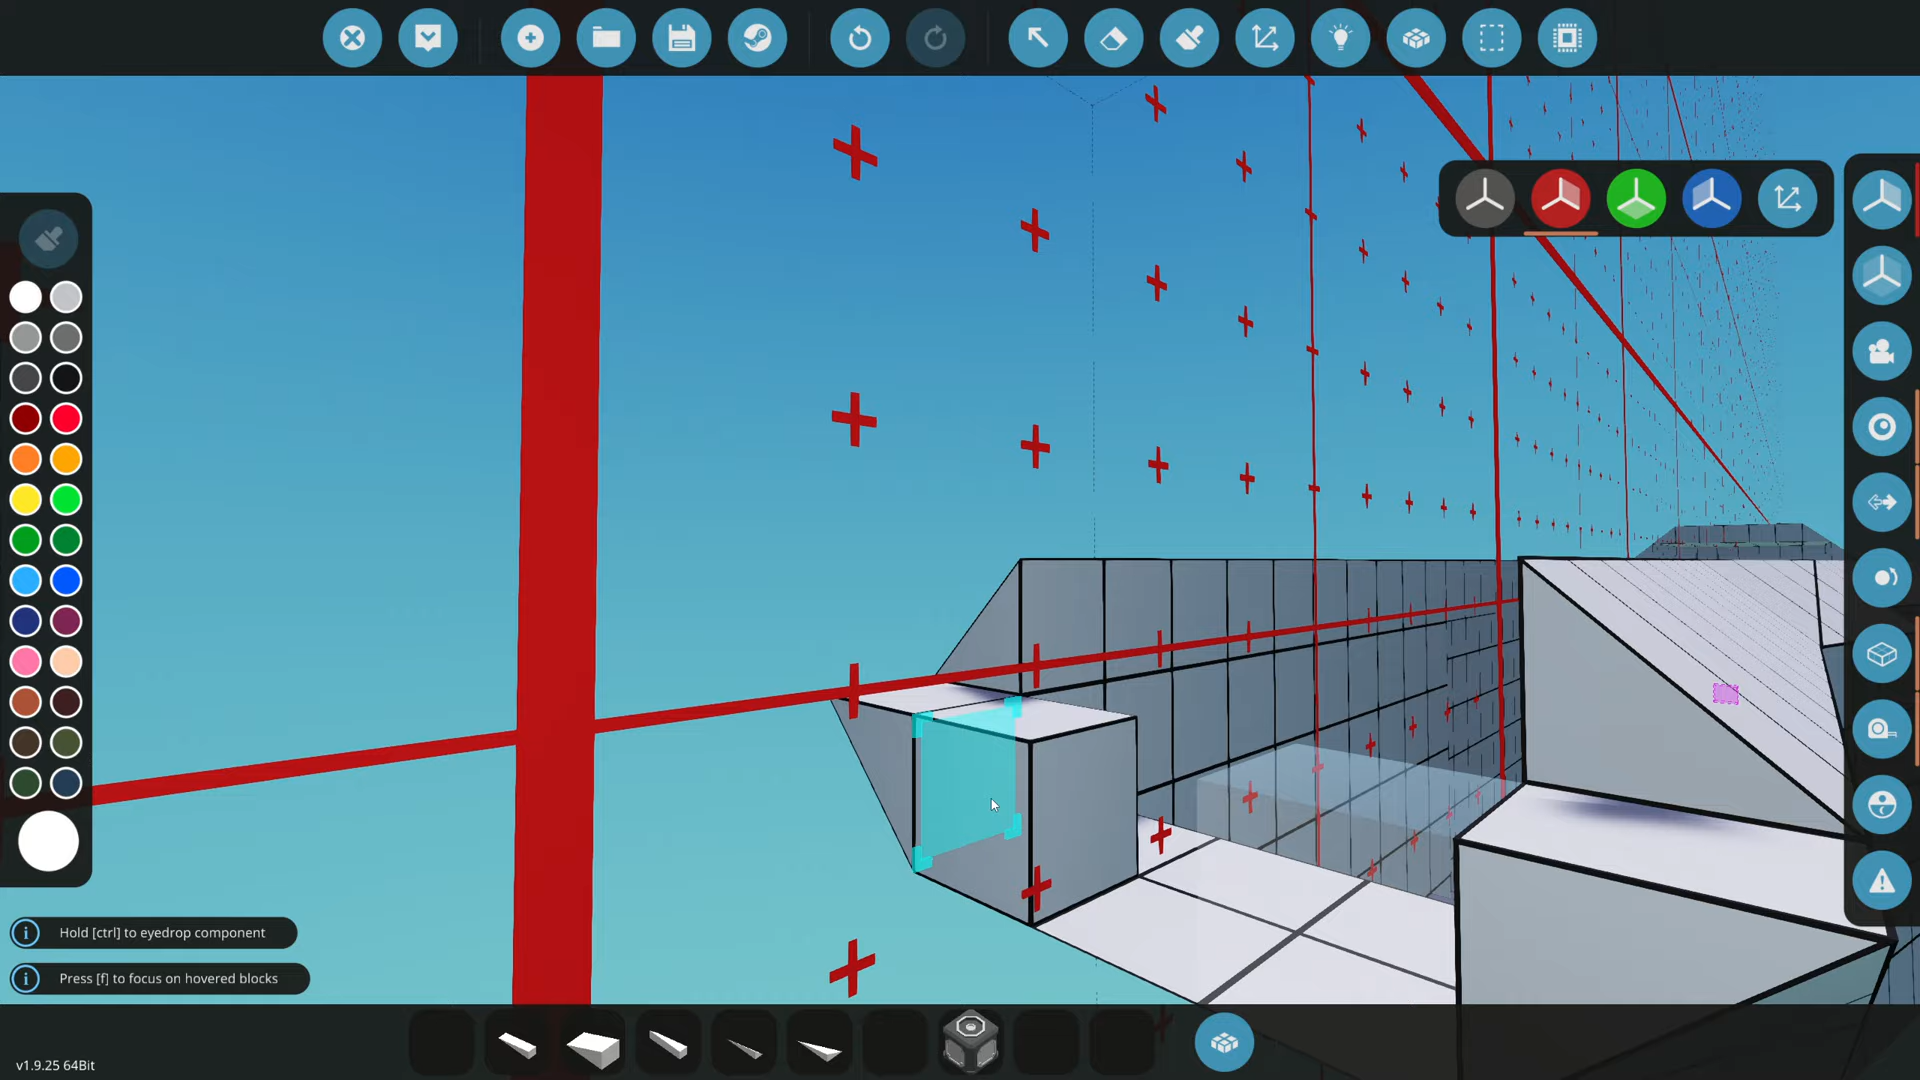 Hold [ctrl] to eyedrop component
Press [f] to focus on hovered blocks
v1.9.25 64Bit